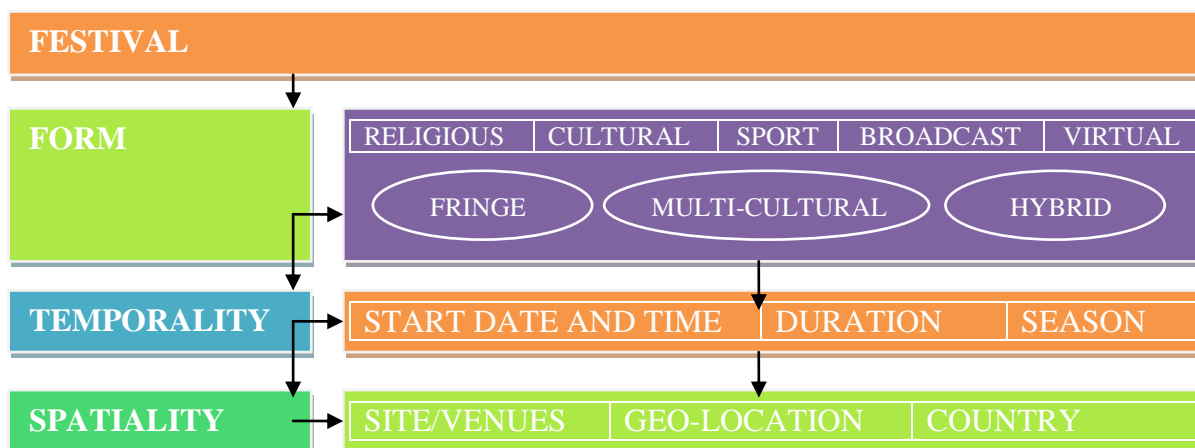 FESTIVAL
FORM
RELIGIOUS CULTURAL SPORT BROADCAST VIRTUAL
FRINGE MULTI-CULTURAL HYBRID
TEMPORALITY START DATE AND TIME DURATION SEASON
SPATIALITY SITE/VENUES GEO-LOCATION COUNTRY